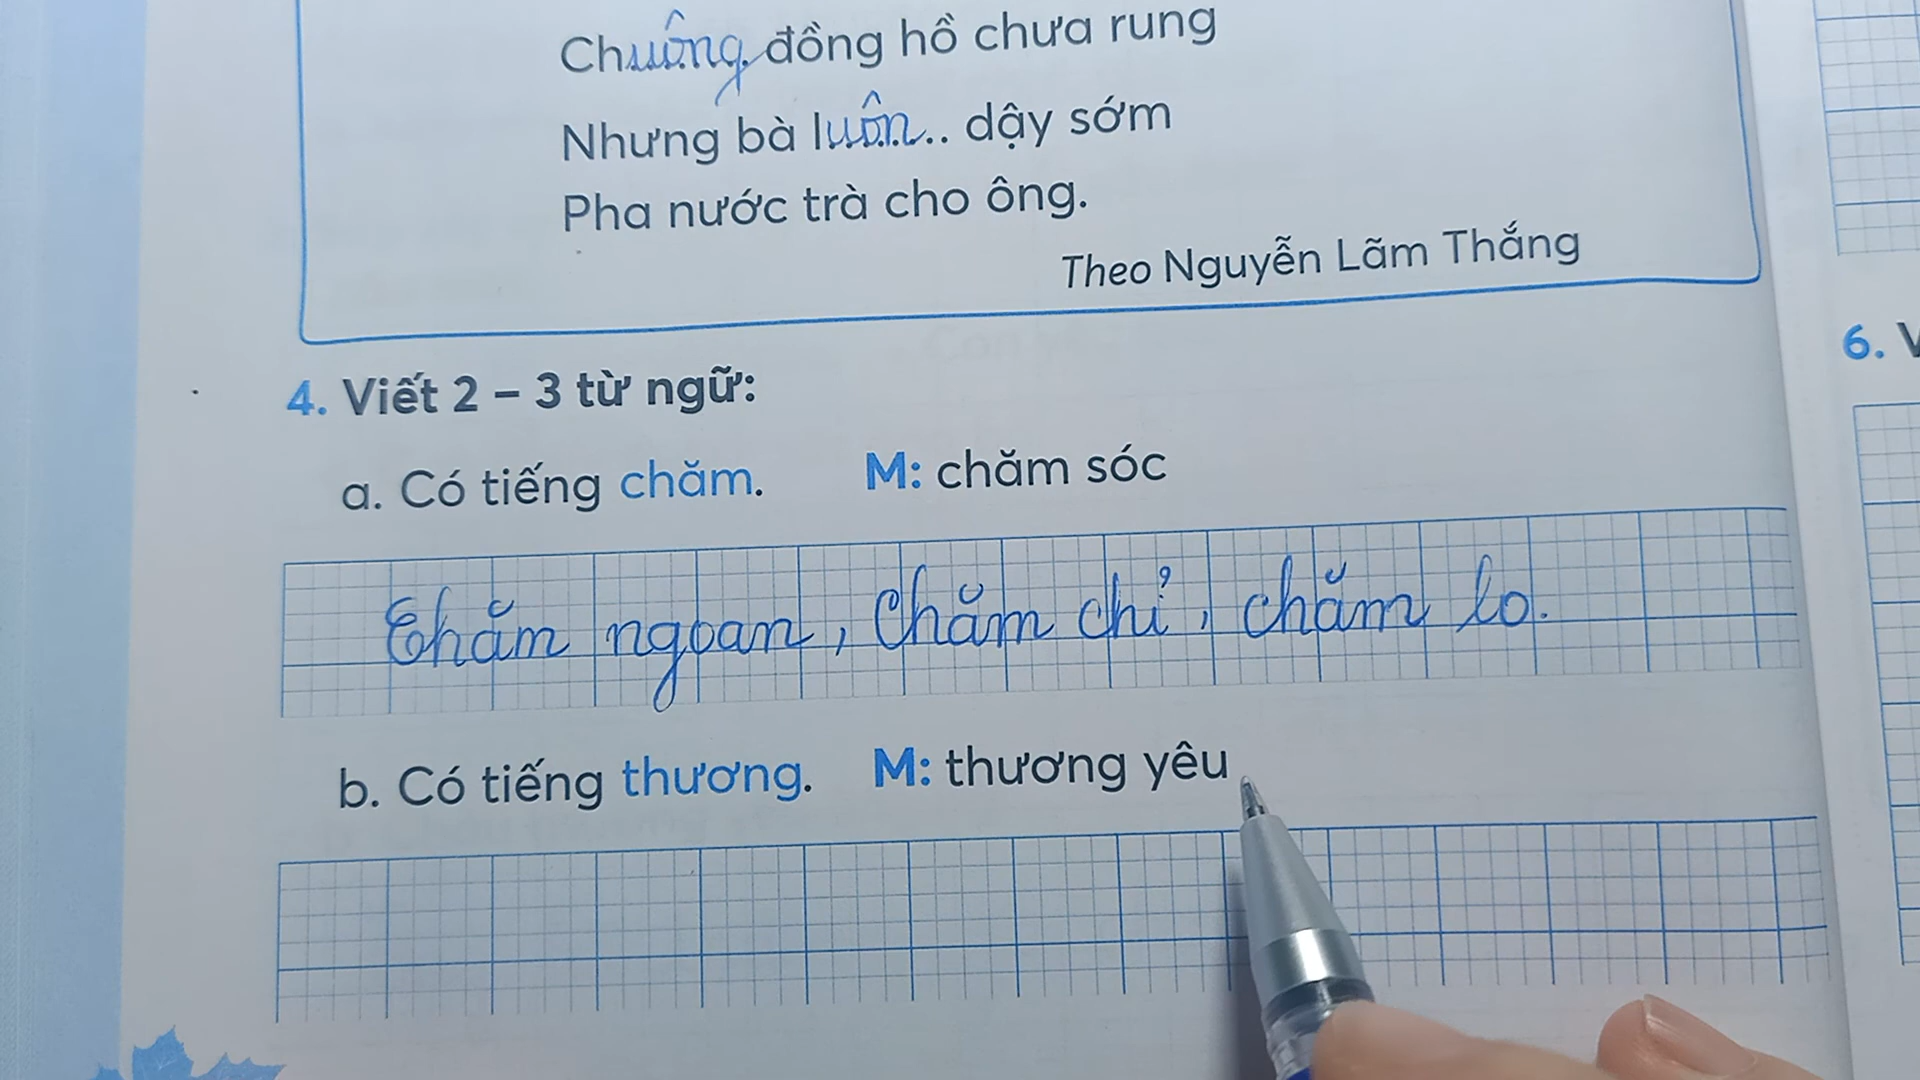 Chuông đồng hồ chưa rung
Nhưng bà luôn.. dậy sớm
Pha nước trà cho ông.
Theo Nguyễn Lãm Thắng
4. Viết 2 – 3 từ ngữ:
a. Có tiếng chăm. M: chăm sóc
Chăm ngoan, chăm chỉ, chăm lo.
b. Có tiếng thương. M: thương yêu
6.